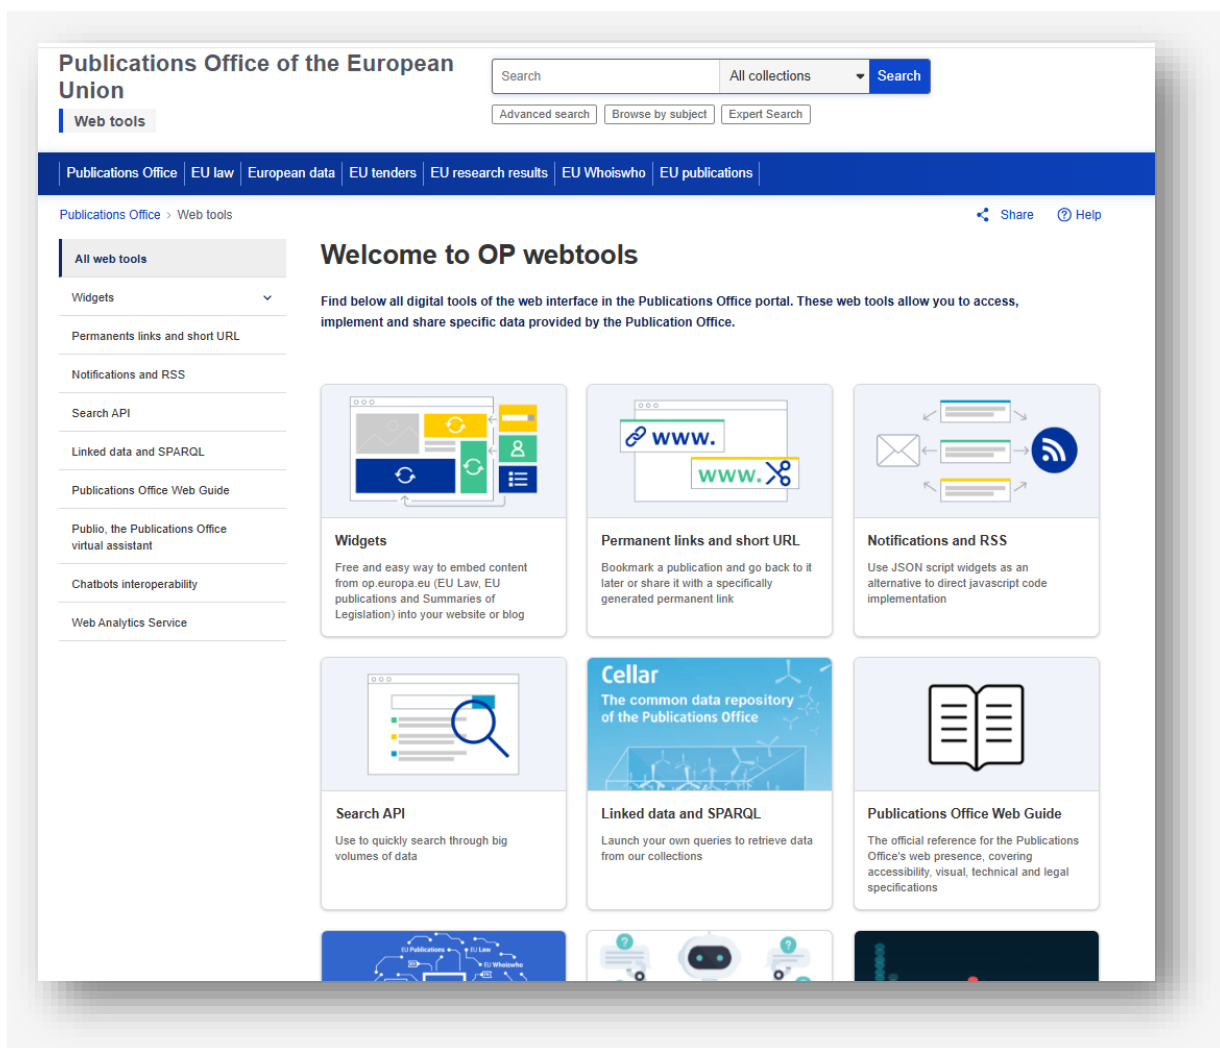 Publications Office of the European
Union
Web tools
Search
All collections
Search
Advanced search
Browse by subject
Expert Search
Publications Office
EU law
European data
EU tenders
EU research results
EU Whoiswho
EU publications
Publications Office > Web tools
Share
Help
All web tools
Widgets
Permanents links and short URL
Notifications and RSS
Search API
Linked data and SPARQL
Publications Office Web Guide
Publio, the Publications Office
virtual assistant
Chatbots interoperability
Web Analytics Service
Welcome to OP webtools
Find below all digital tools of the web interface in the Publications Office portal. These web tools allow you to access,
implement and share specific data provided by the Publication Office.
Widgets
Free and easy way to embed content
from op.europa.eu (EU Law, EU
publications and Summaries of
Legislation) into your website or blog
www.
www.
Permanent links and short URL
Bookmark a publication and go back to it
later or share it with a specifically
generated permanent link
Notifications and RSS
Use JSON script widgets as an
alternative to direct javascript code
implementation
Search API
Use to quickly search through big
volumes of data
Cellar
The common data repository
of the Publications Office
Linked data and SPARQL
Launch your own queries to retrieve data
from our collections
Publications Office Web Guide
The official reference for the Publications
Office's web presence, covering
accessibility, visual, technical and legal
specifications
EU Publications
EU Law
EU Whoiswho